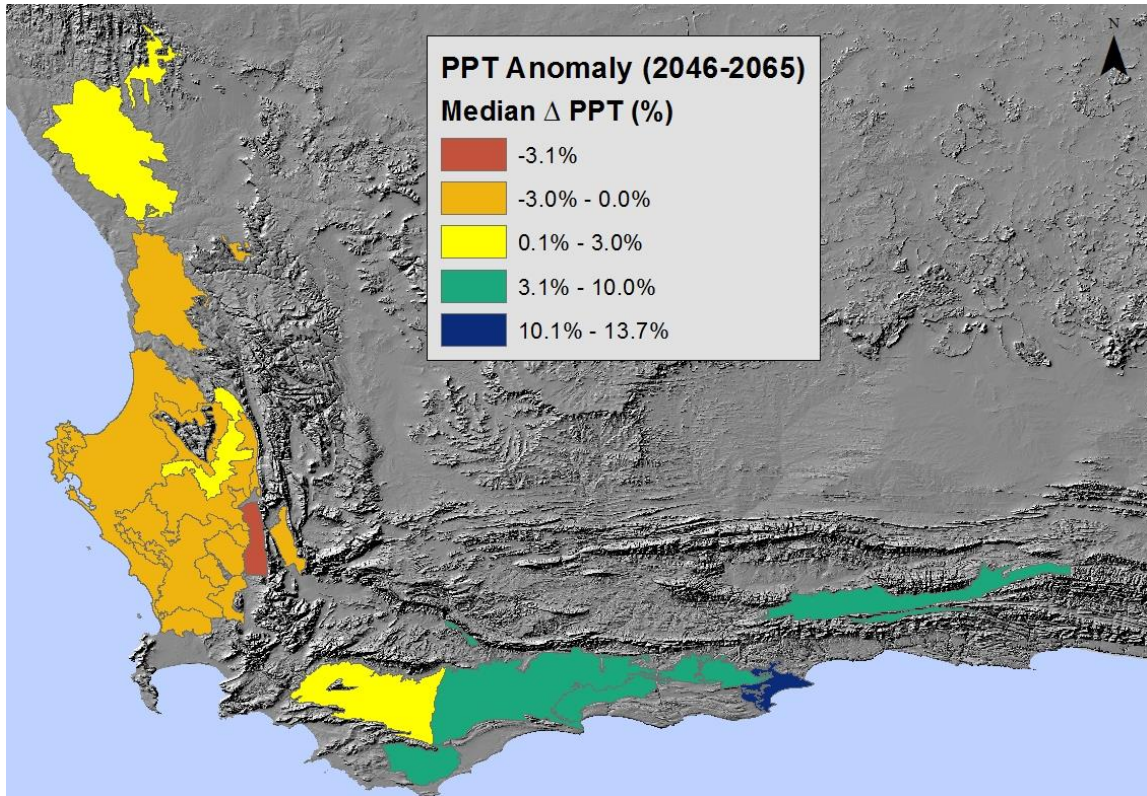 N
PPT Anomaly (2046-2065)
Median Δ PPT (%)
-3.1%
-3.0% - 0.0%
0.1% - 3.0%
3.1% - 10.0%
10.1% - 13.7%